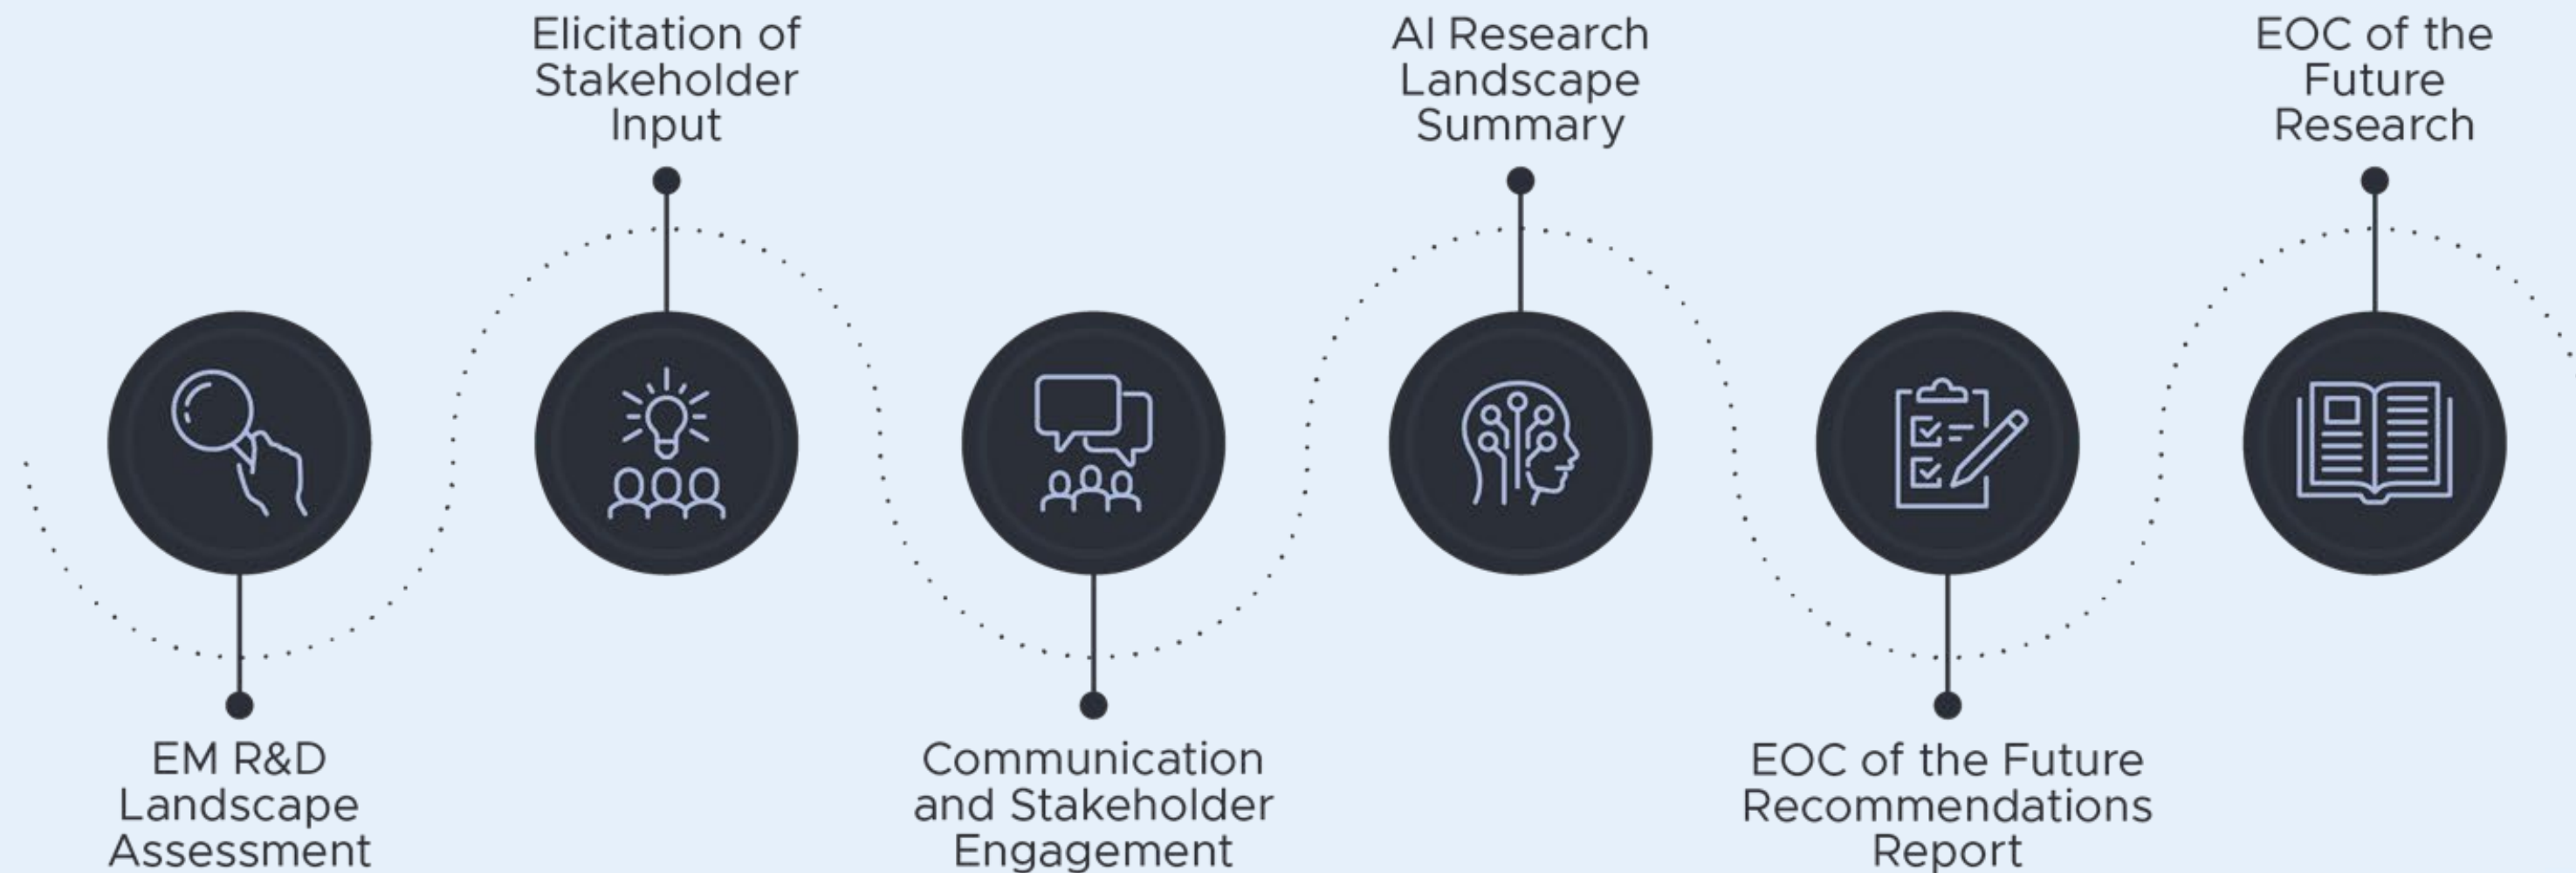 EM R&D
Landscape
Assessment
Elicitation of
Stakeholder
Input
Communication
and Stakeholder
Engagement
AI Research
Landscape
Summary
EOC of the Future
Recommendations
Report
EOC of the
Future
Research